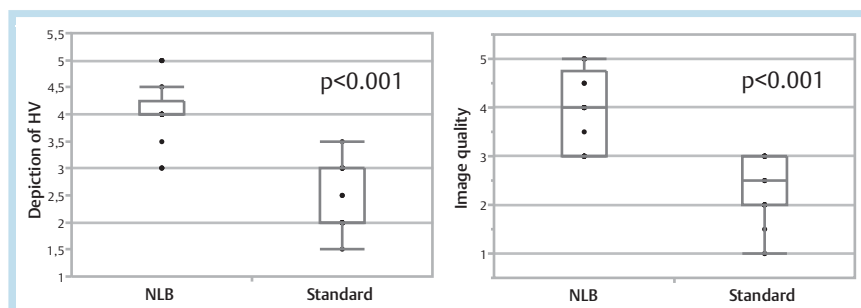 Depiction of HV
5,5
5
4,5
4
3,5
3
2,5
2
1,5
1
p<0.001
NLB
Standard
Image quality
5
4
3
2
1
p<0.001
NLB
Standard